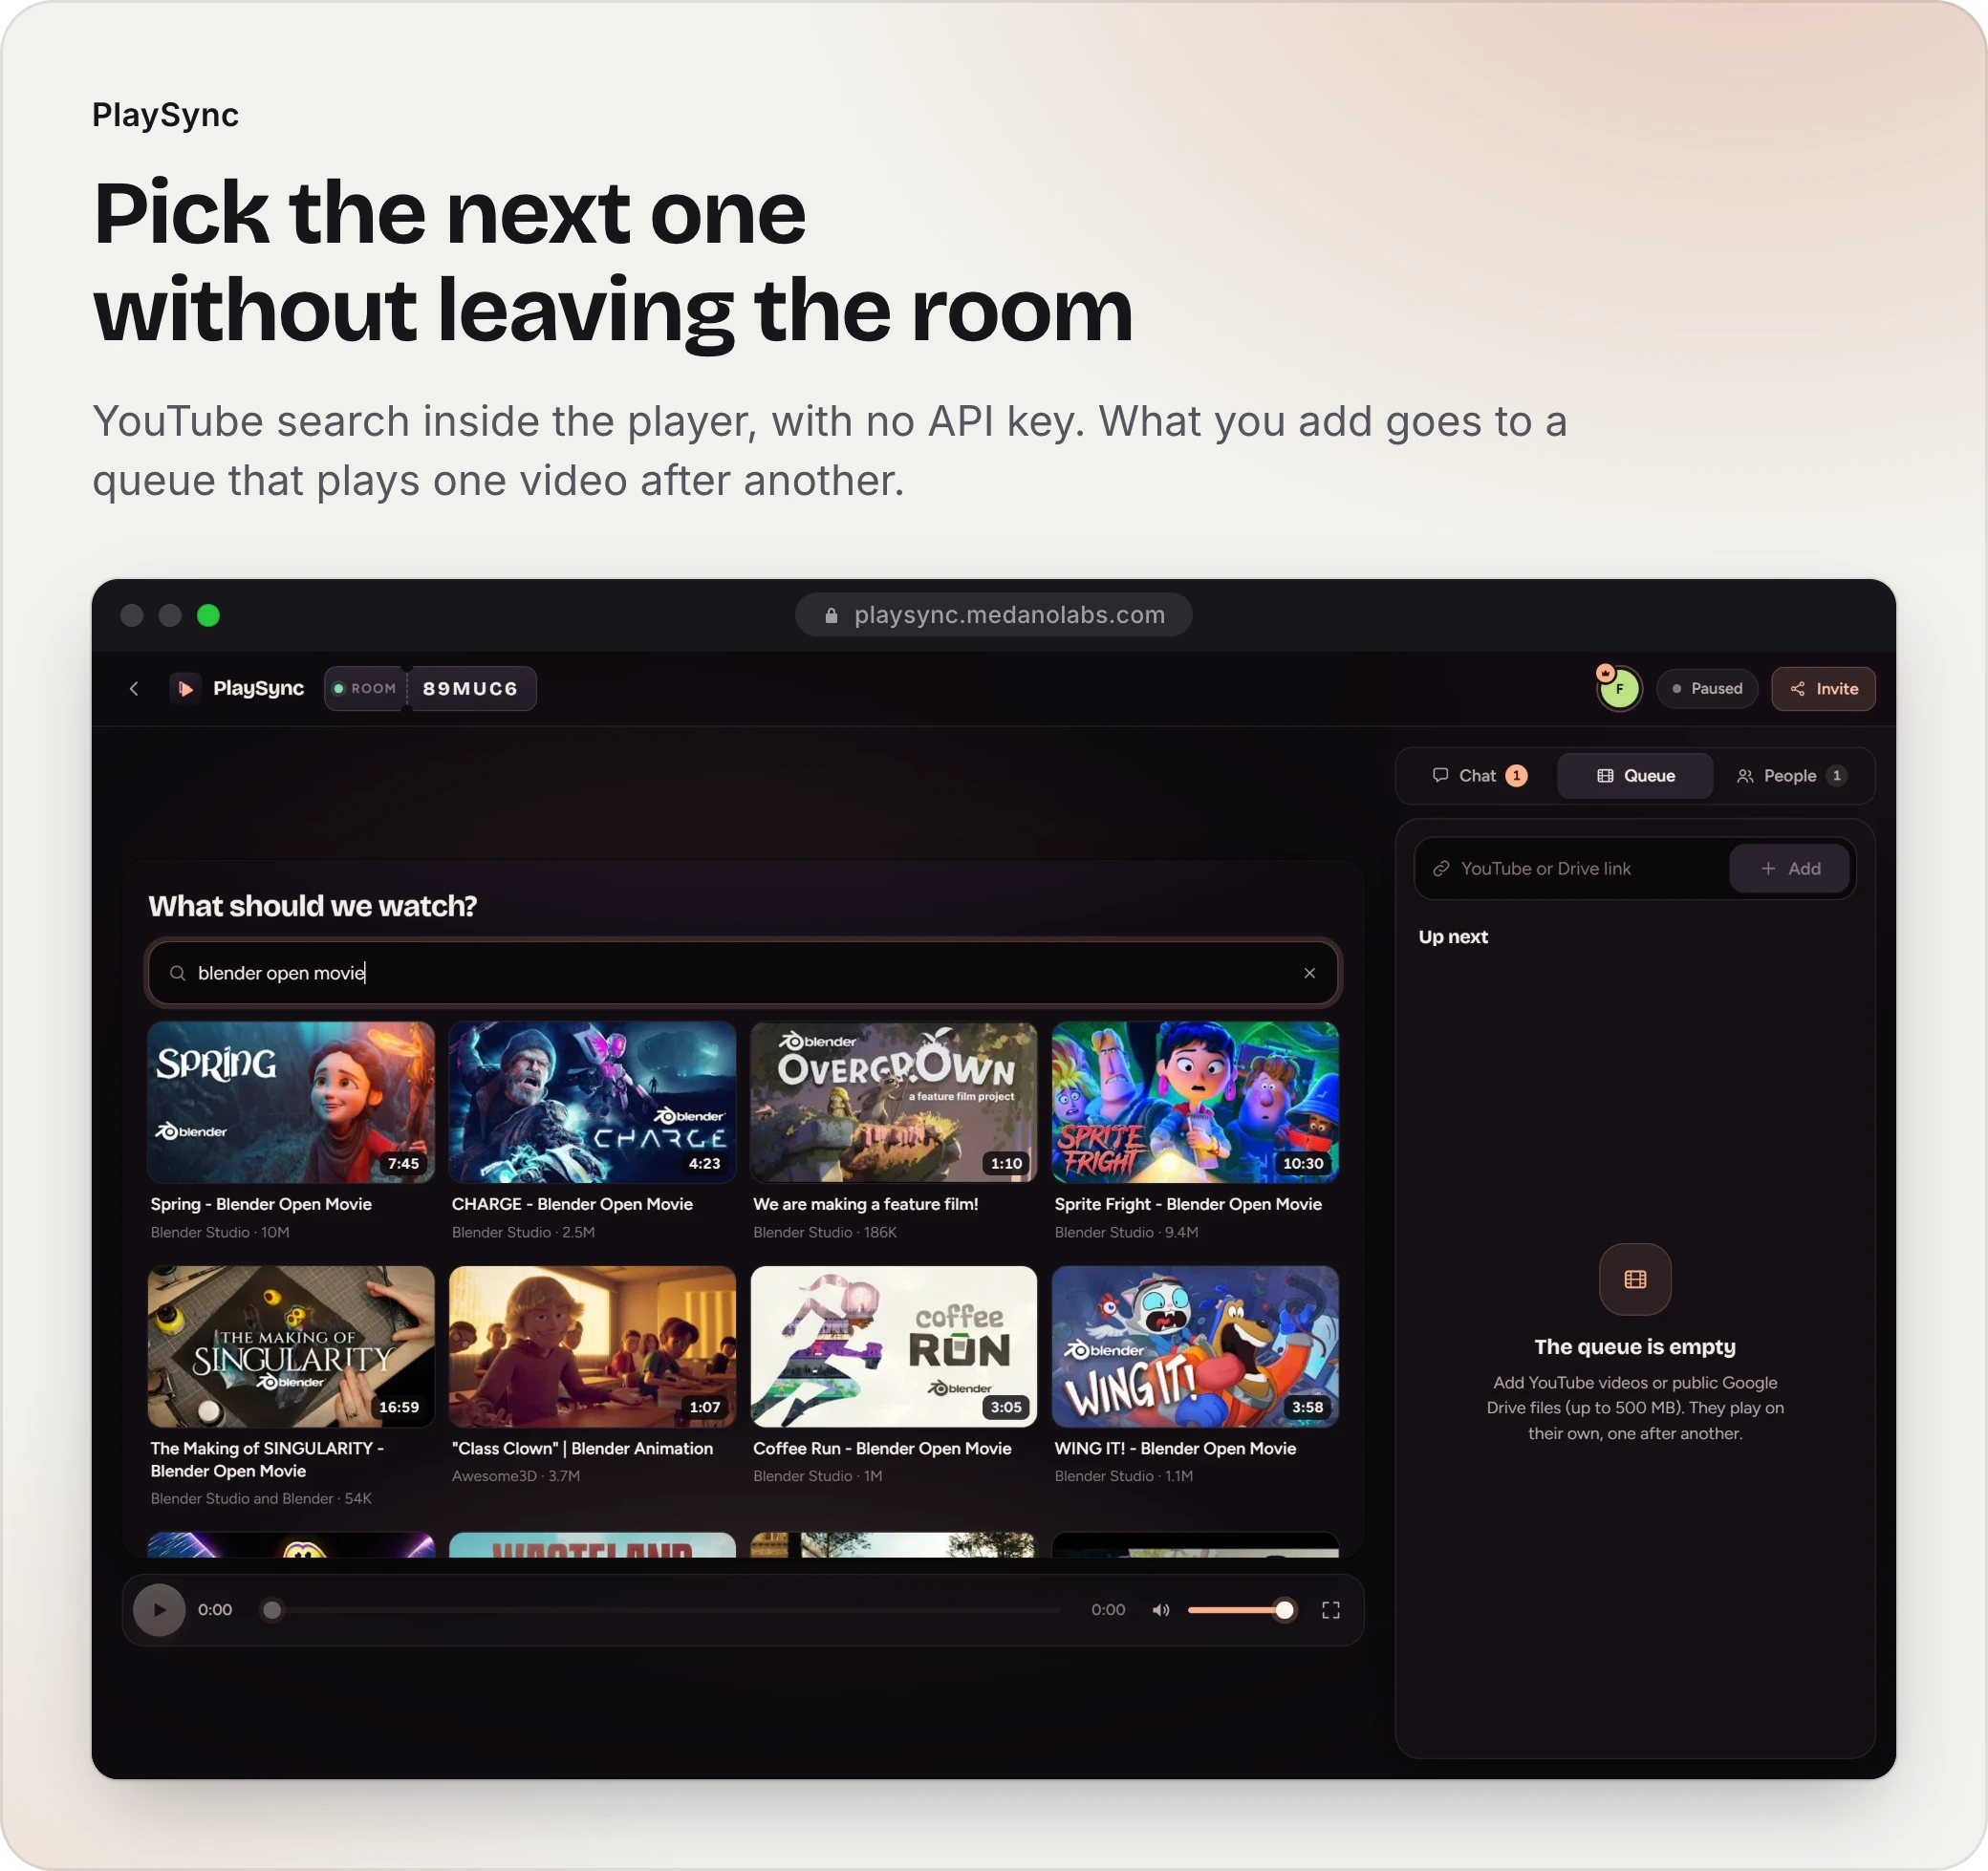 PlaySync
Pick the next one
without leaving the room
YouTube search inside the player, with no API key. What you add goes to a
queue that plays one video after another.
playsync.medanolabs.com
PlaySync
ROOM
89MUC6
F
Paused
Invite
Chat 1
Queue
People 1
What should we watch?
blender open movie
SPRING
blender
7:45
blender
CHARGE
4:23
blender
OVERGROWN
a feature film project
1:10
SPRITE
FRIGHT
10:30
Spring - Blender Open Movie
Blender Studio · 10M
CHARGE - Blender Open Movie
Blender Studio · 2.5M
We are making a feature film!
Blender Studio · 186K
Sprite Fright - Blender Open Movie
Blender Studio · 9.4M
THE MAKING OF
SINGULARITY
blender
16:59
1:07
coffee
RUN
blender
3:05
blender
WING IT!
3:58
The Making of SINGULARITY -
Blender Open Movie
Blender Studio and Blender · 54K
"Class Clown" | Blender Animation
Awesome3D · 3.7M
Coffee Run - Blender Open Movie
Blender Studio · 1M
WING IT! - Blender Open Movie
Blender Studio · 1.1M
WASTELAND
0:00
0:00
YouTube or Drive link
+ Add
Up next
The queue is empty
Add YouTube videos or public Google
Drive files (up to 500 MB). They play on
their own, one after another.